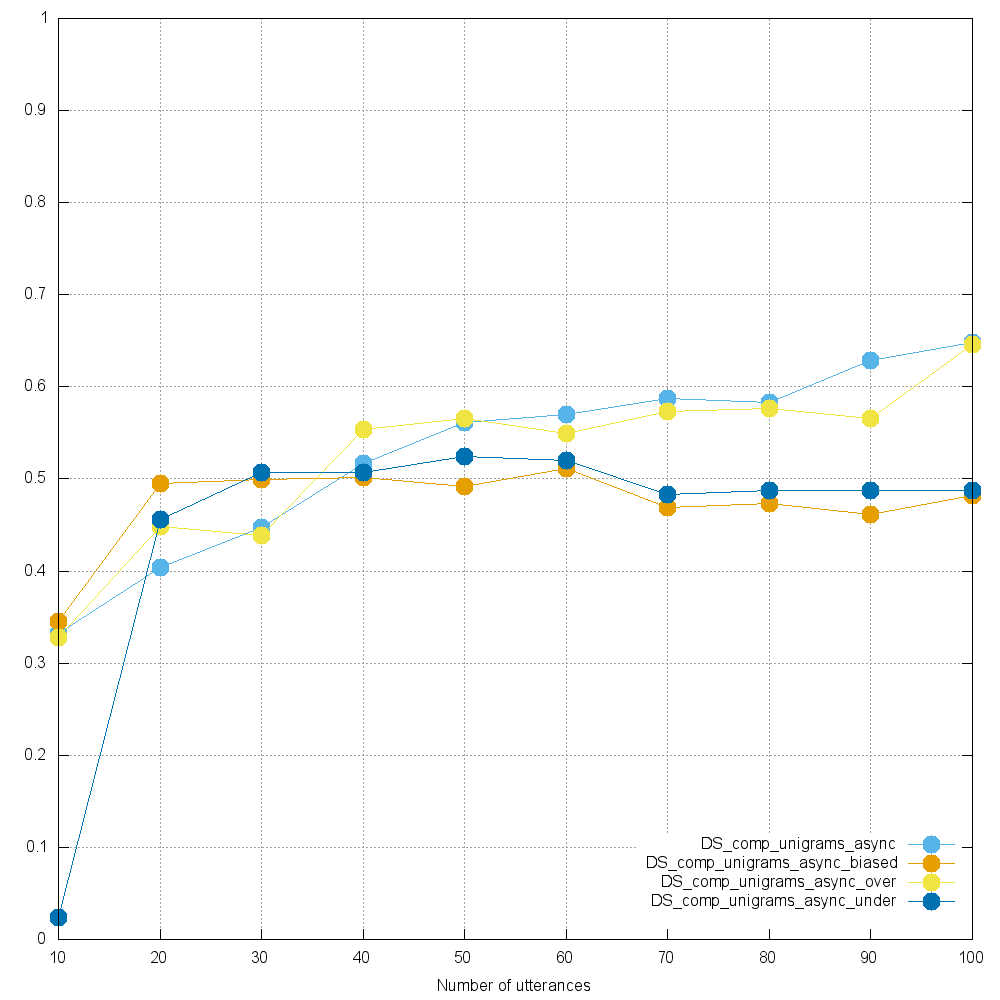 1
0.9
0.8
0.7
0.6
0.5
0.4
0.3
0.2
0.1
0
10 20 30 40 50 60 70 80 90 100
Number of utterances
DS_comp_unigrams_async
DS_comp_unigrams_async_biased
DS_comp_unigrams_async_over
DS_comp_unigrams_async_under